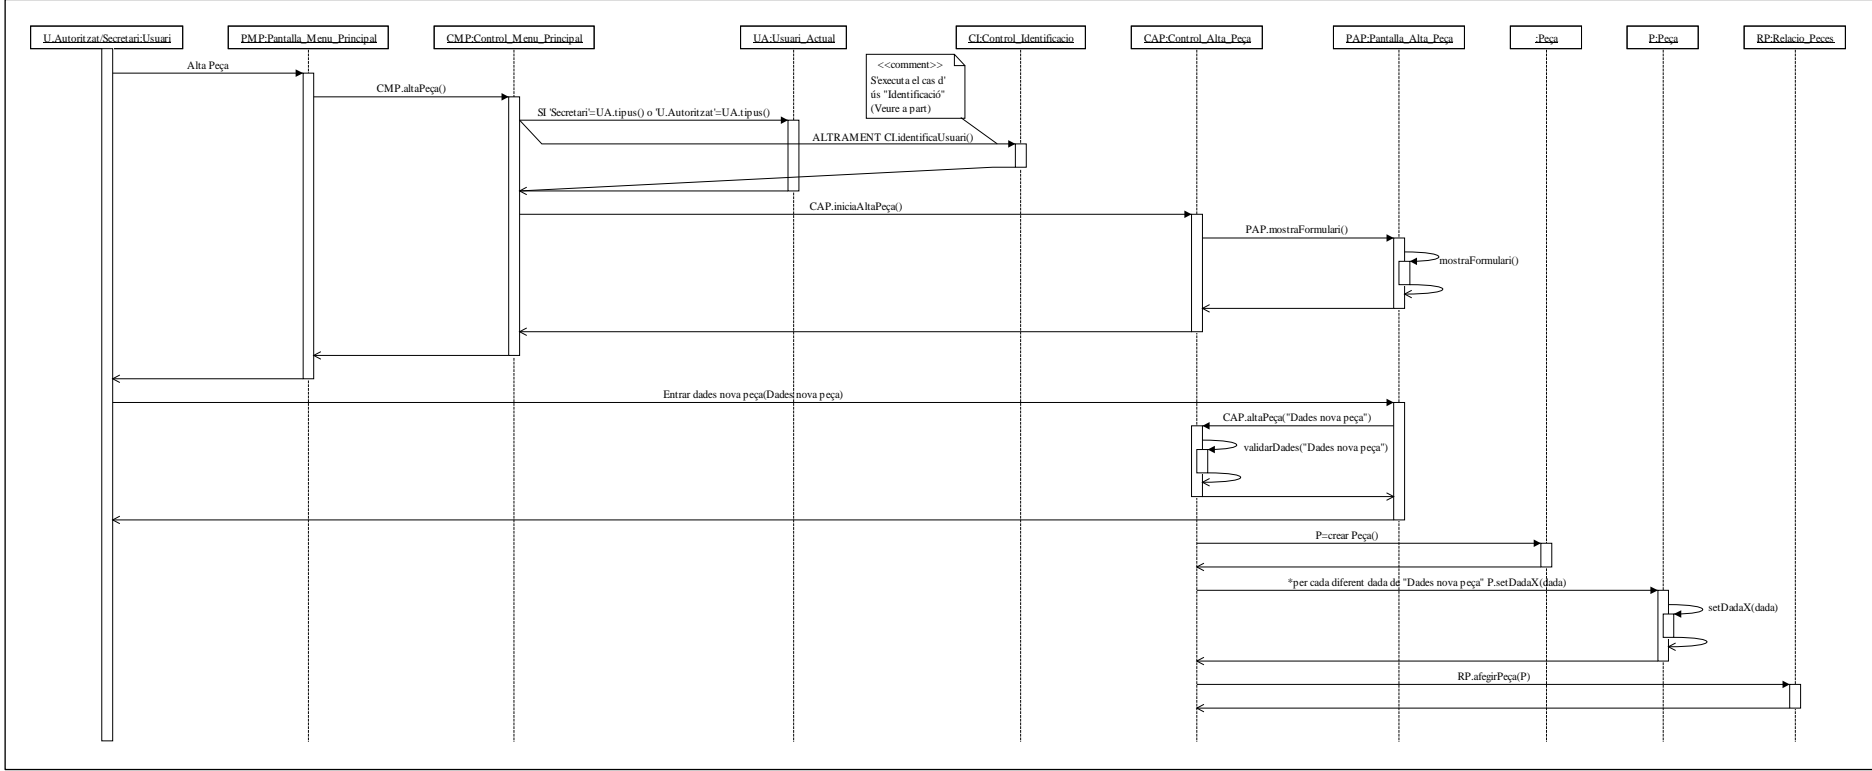 U.Autoritzat/Secretari:Usuari
PMP:Pantalla_Menu_Principal
CMP:Control_Menu_Principal
UA:Usuari_Actual
CI:Control_Identificacio
CAP:Control_Alta_Peça
PAP:Pantalla_Alta_Peça
:Peça
P:Peça
RP:Relacio_Peces
<<comment>>
S'executa el cas d'
ús "Identificació"
(Veure a part)
Alta Peça
CMP.altaPeça()
SI 'Secretari'=UA.tipus() o 'U.Autoritzat'=UA.tipus()
ALTRAMENT CI.identificaUsuari()
CAP.iniciaAltaPeça()
PAP.mostraFormulari()
mostraFormulari()
Entrar dades nova peça(Dades nova peça)
CAP.altaPeça("Dades nova peça")
validarDades("Dades nova peça")
P=crear Peça()
*per cada diferent dada de "Dades nova peça" P.setDadaX(dada)
setDadaX(dada)
RP.afegirPeça(P)